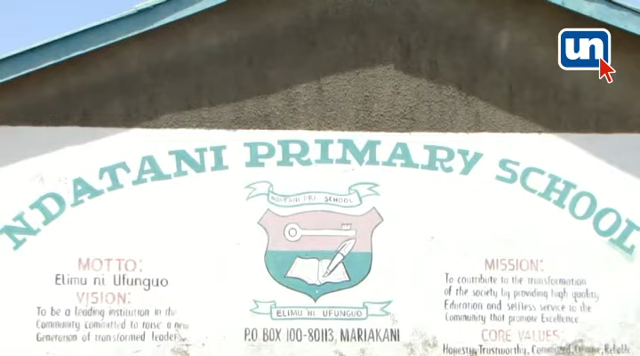 un
NDATANI PRIMARY SCHOOL
NDATANI PRI. SCHOOL
ELIMU NI UFUNGUO
P.O BOX 100-80113, MARIAKANI
MOTTO:
Elimu ni Ufunguo
VISION:
To be a leading institution in the
Community committed to raise a new
Generation of transformed leaders
MISSION:
To contribute to the transformation
of the society by providing high quality
Education and selfless service to the
Community that promote Excellence
CORE VALUES:
Honesty, Trustworthy,